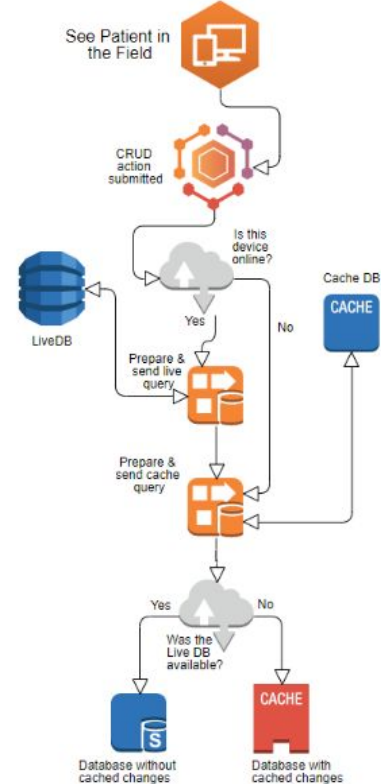 See Patient in
the Field
CRUD
action
submitted
Is this
device
online?
LiveDB
Cache DB
CACHE
Yes
No
Prepare &
send live
query
Prepare &
send cache
query
Yes
No
Was the
Live DB
available?
S
CACHE
Database without
cached changes
Database with
cached changes